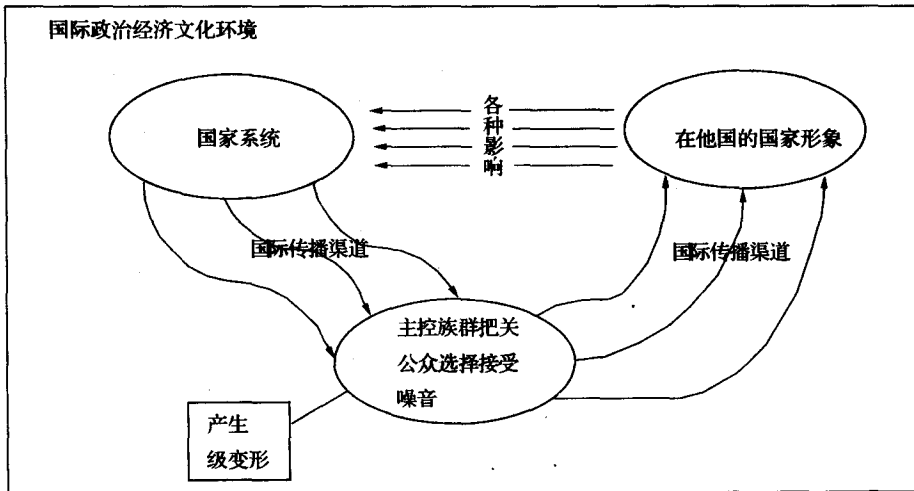 国际政治经济文化环境
国家系统
各种影响
在他国的国家形象
国际传播渠道
国际传播渠道
主控族群把关
公众选择接受
噪音
产生
级变形